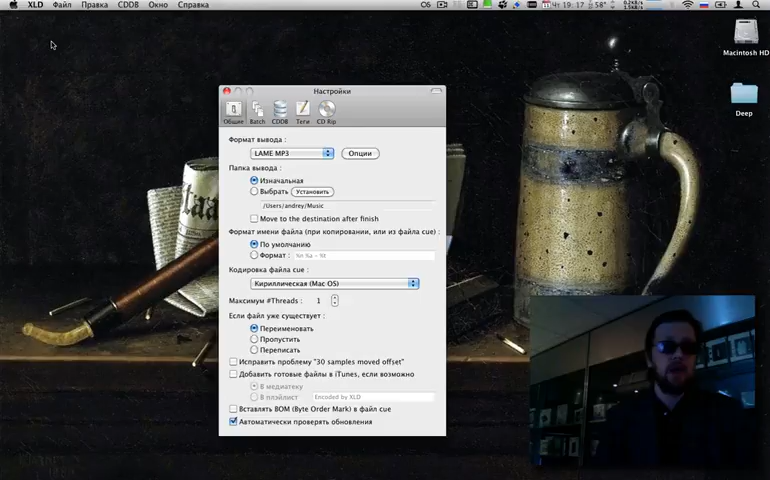 XLD Файл Правка CDDB Окно Справка
Чт 19:17
58°
Macintosh HD
Deep
Настройки
Общие Batch CDDB Теги CD Rip
Формат вывода :
LAME MP3 Опции
Папка вывода :
Изначальная
Выбрать Установить
/Users/andrey/Music
Move to the destination after finish
Формат имени файла (при копировании, или из файла cue) :
По умолчанию
Формат : %n %a - %t
Кодировка файла cue :
Кириллическая (Mac OS)
Максимум #Threads : 1
Если файл уже существует :
Переименовать
Пропустить
Переписать
Исправить проблему "30 samples moved offset"
Добавить готовые файлы в iTunes, если возможно
В медиатеку
В плэйлист Encoded by XLD
Вставлять BOM (Byte Order Mark) в файл cue
Автоматически проверять обновления